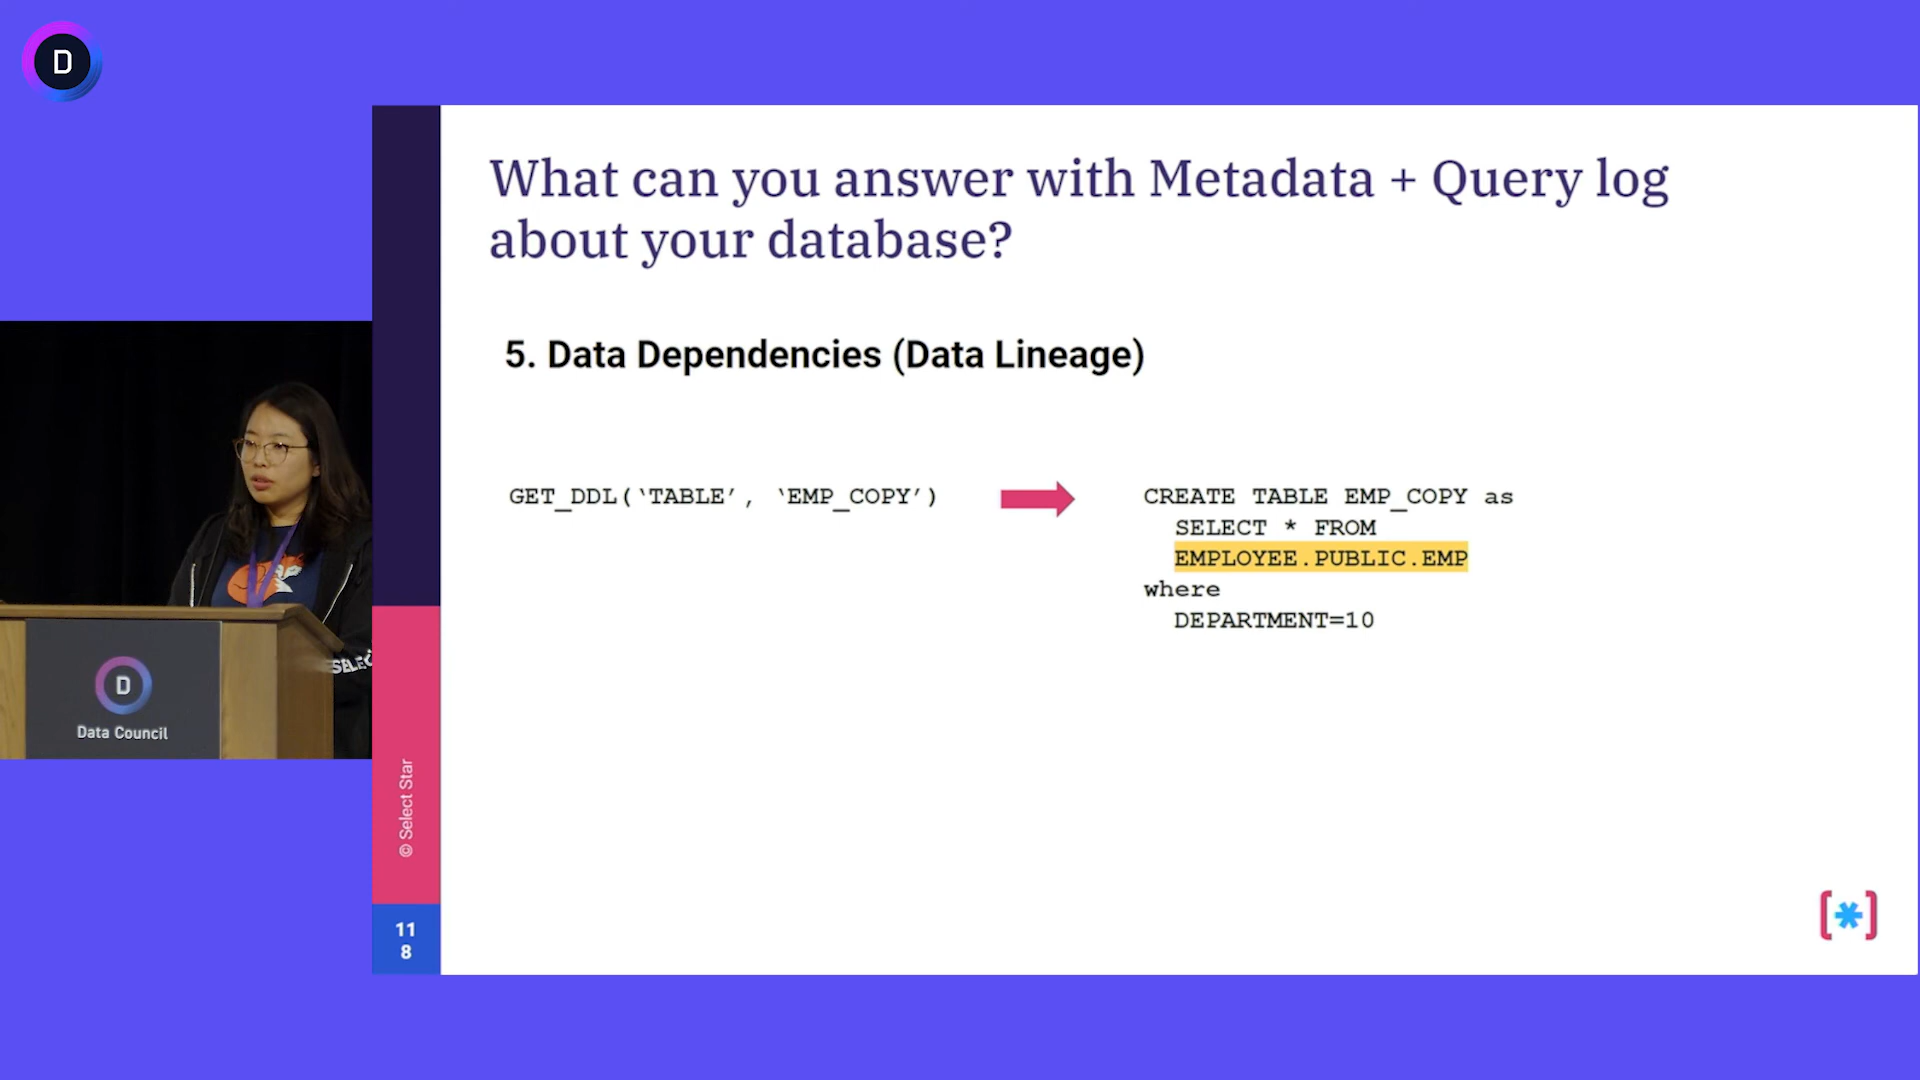 D
What can you answer with Metadata + Query log
about your database?
5. Data Dependencies (Data Lineage)
GET_DDL(‘TABLE’, ‘EMP_COPY’)
CREATE TABLE EMP_COPY as
SELECT * FROM
EMPLOYEE.PUBLIC.EMP
where
DEPARTMENT=10
D
Data Council
© Select Star
11
8
[*]